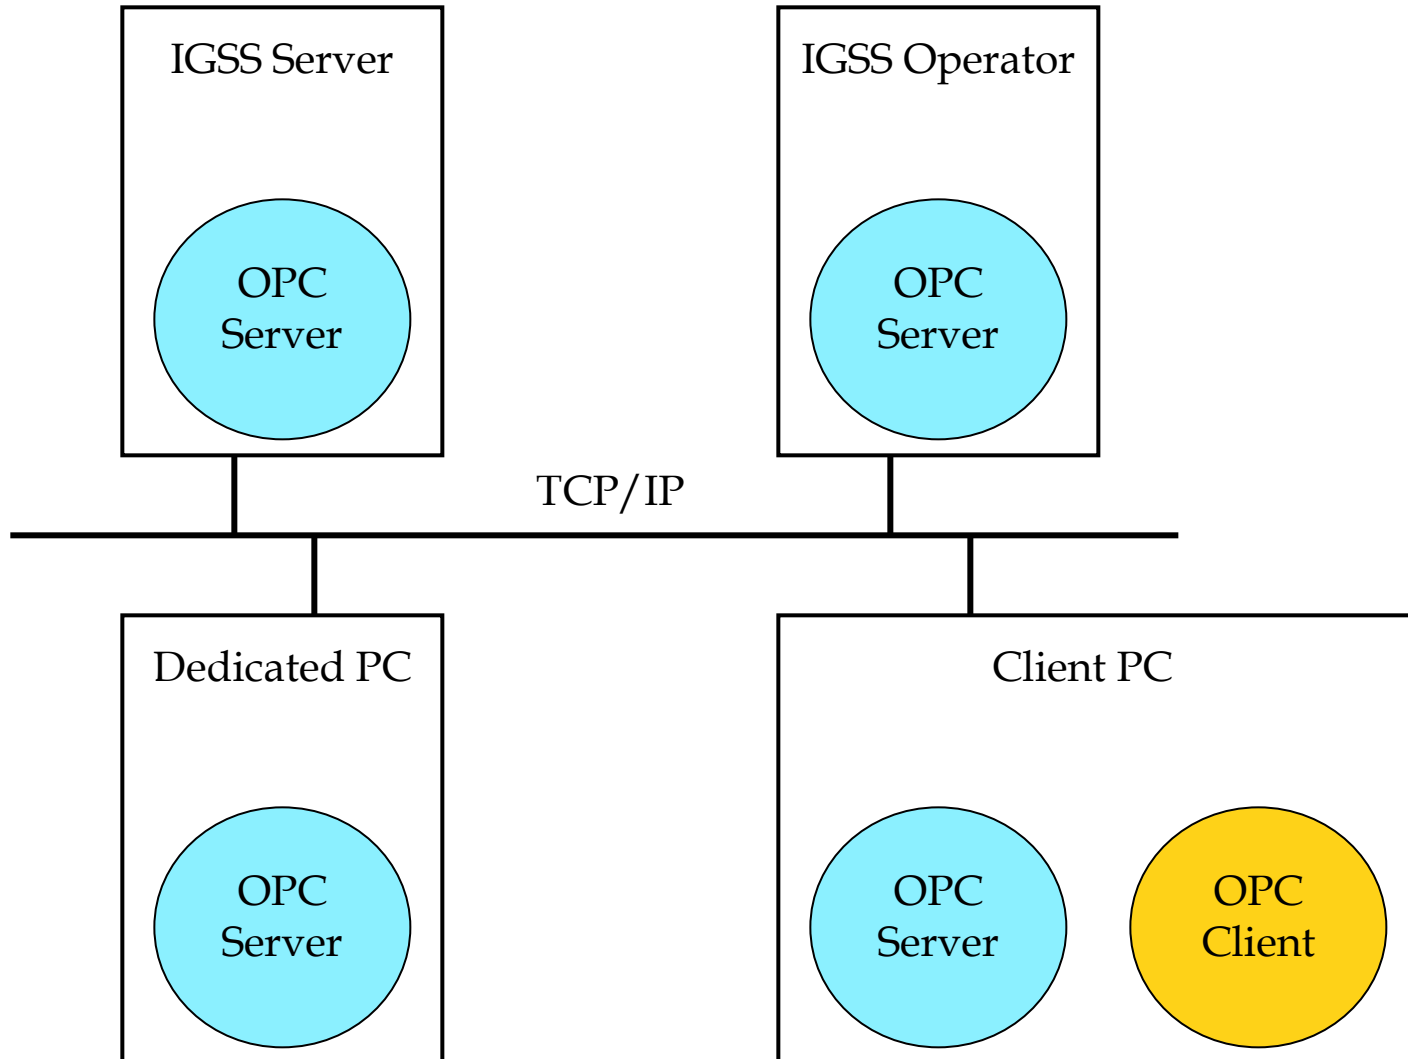 IGSS Server
IGSS Operator
OPC
Server
OPC
Server
TCP/IP
Dedicated PC
Client PC
OPC
Server
OPC
Server
OPC
Client